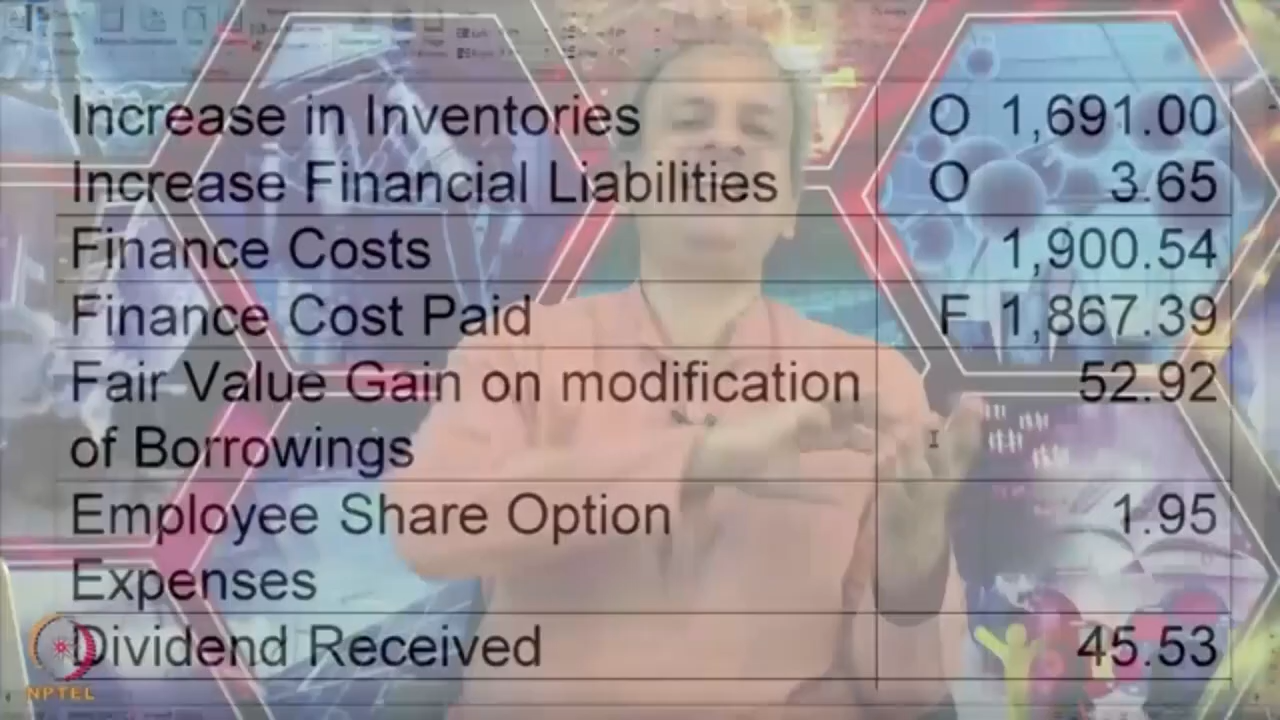 Increase in Inventories O 1,691.00
Increase Financial Liabilities O 3.65
Finance Costs 1,900.54
Finance Cost Paid F 1,867.39
Fair Value Gain on modification 52.92
of Borrowings
Employee Share Option 1.95
Expenses
Dividend Received 45.53
NPTEL